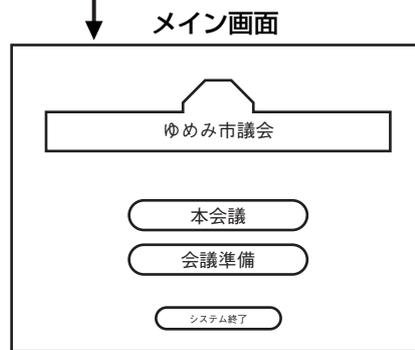 メイン画面
ゆめみ市議会
本会議
会議準備
システム終了